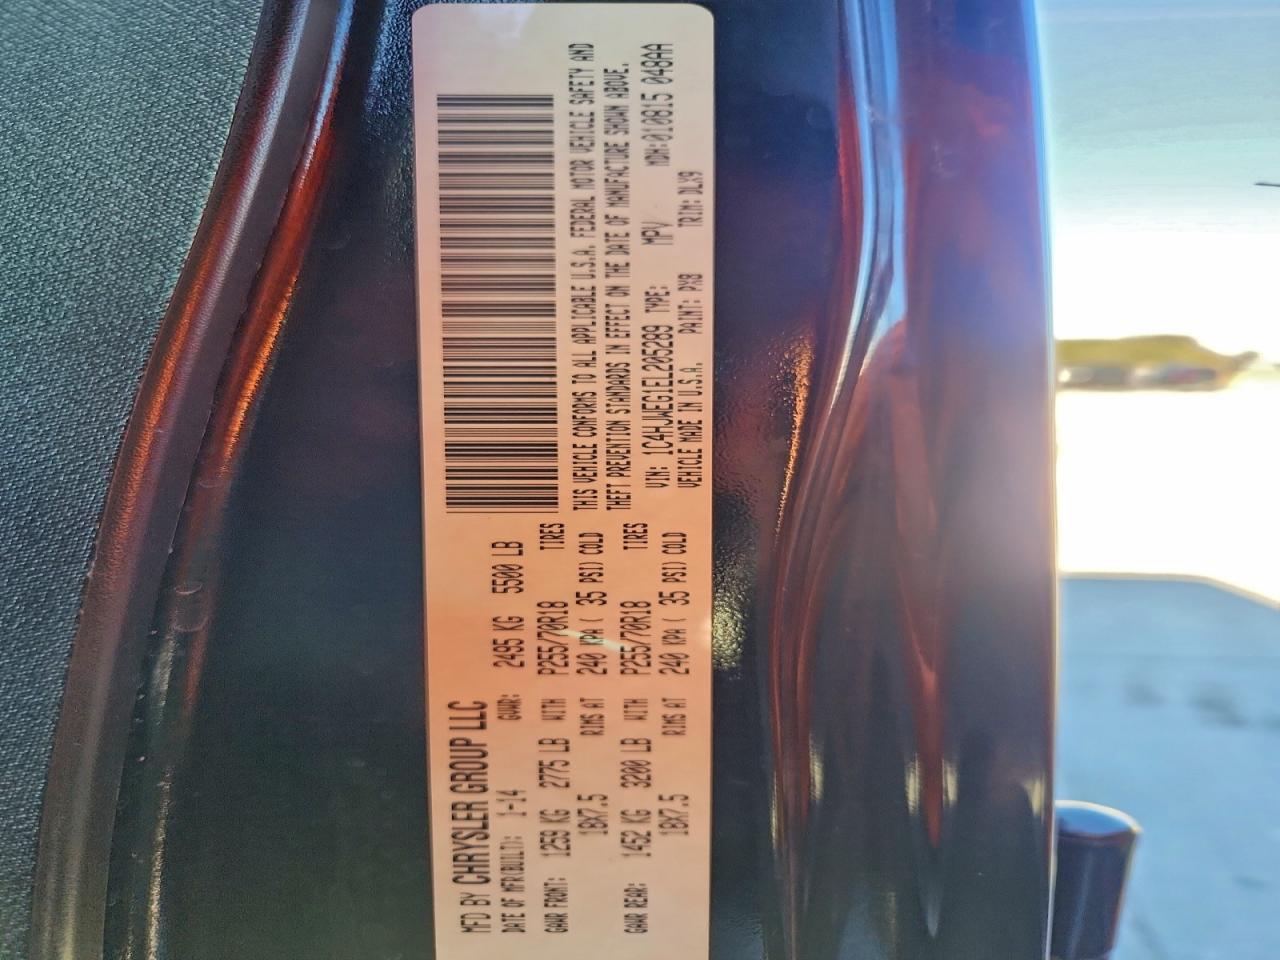 MFD BY CHRYSLER GROUP LLC
DATE OF MFR(BUILT): 1-14 GVWR: 2495 KG 5500 LB
GAWR FRONT: 1259 KG 2775 LB WITH P255/70R18 TIRES
18X7.5 RIMS AT 240 KPA ( 35 PSI) COLD
GAWR REAR: 1452 KG 3200 LB WITH P255/70R18 TIRES
18X7.5 RIMS AT 240 KPA ( 35 PSI) COLD
THIS VEHICLE CONFORMS TO ALL APPLICABLE U.S.A. FEDERAL MOTOR VEHICLE SAFETY AND
THEFT PREVENTION STANDARDS IN EFFECT ON THE DATE OF MANUFACTURE SHOWN ABOVE.
VIN: 1C4HJWEG1EL205289 TYPE: MPV MDH:010815 048AA
VEHICLE MADE IN U.S.A. PAINT: PX8 TRIM: DLX9